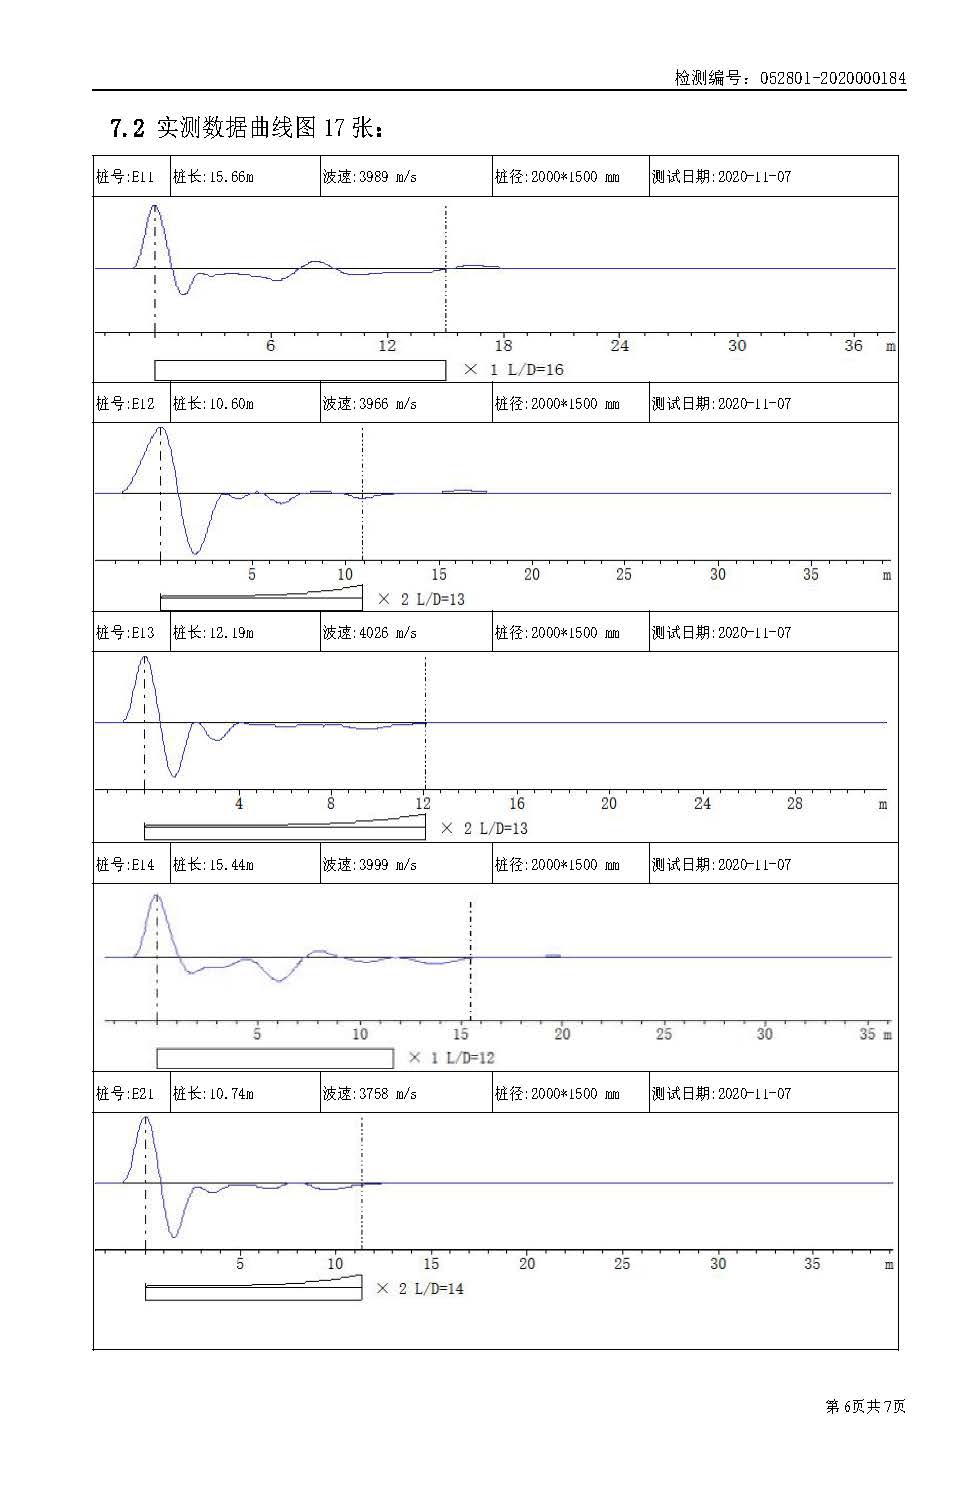 检测编号：052801-2020000184
7.2 实测数据曲线图 17 张：
桩号:E11 桩长:15.66m 波速:3989 m/s 桩径:2000*1500 mm 测试日期:2020-11-07
6 12 18 24 30 36 m
× 1 L/D=16
桩号:E12 桩长:10.60m 波速:3966 m/s 桩径:2000*1500 mm 测试日期:2020-11-07
5 10 15 20 25 30 35 m
× 2 L/D=13
桩号:E13 桩长:12.19m 波速:4026 m/s 桩径:2000*1500 mm 测试日期:2020-11-07
4 8 12 16 20 24 28 m
× 2 L/D=13
桩号:E14 桩长:15.44m 波速:3999 m/s 桩径:2000*1500 mm 测试日期:2020-11-07
5 10 15 20 25 30 35 m
× 1 L/D=12
桩号:E21 桩长:10.74m 波速:3758 m/s 桩径:2000*1500 mm 测试日期:2020-11-07
5 10 15 20 25 30 35 m
× 2 L/D=14
第 6页共 7页